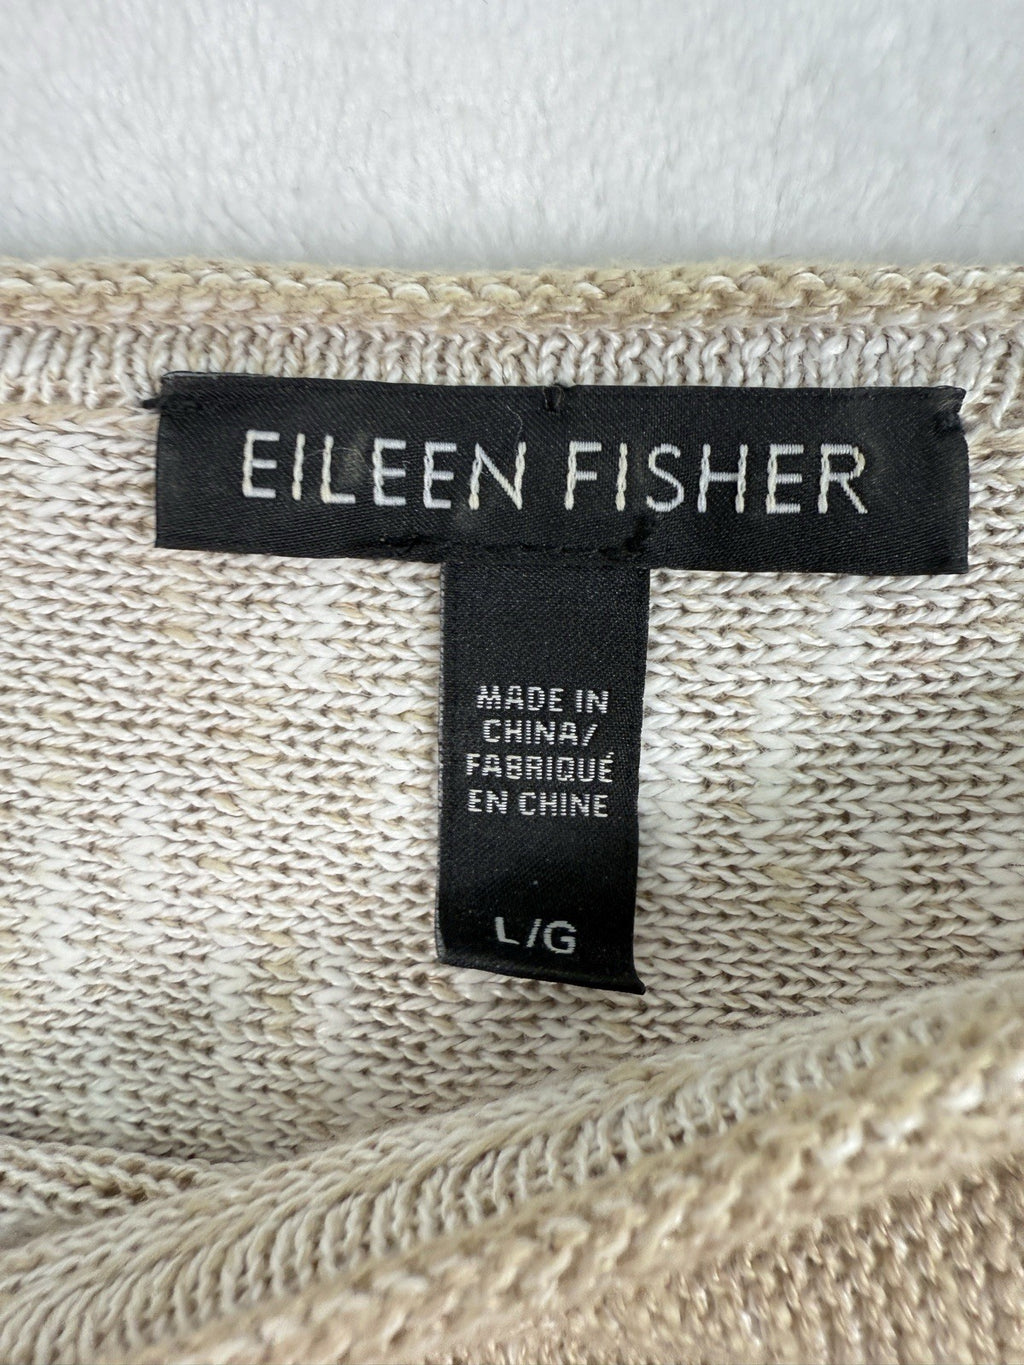 EILEEN FISHER
MADE IN
CHINA/
FABRIQUÉ
EN CHINE
L/G